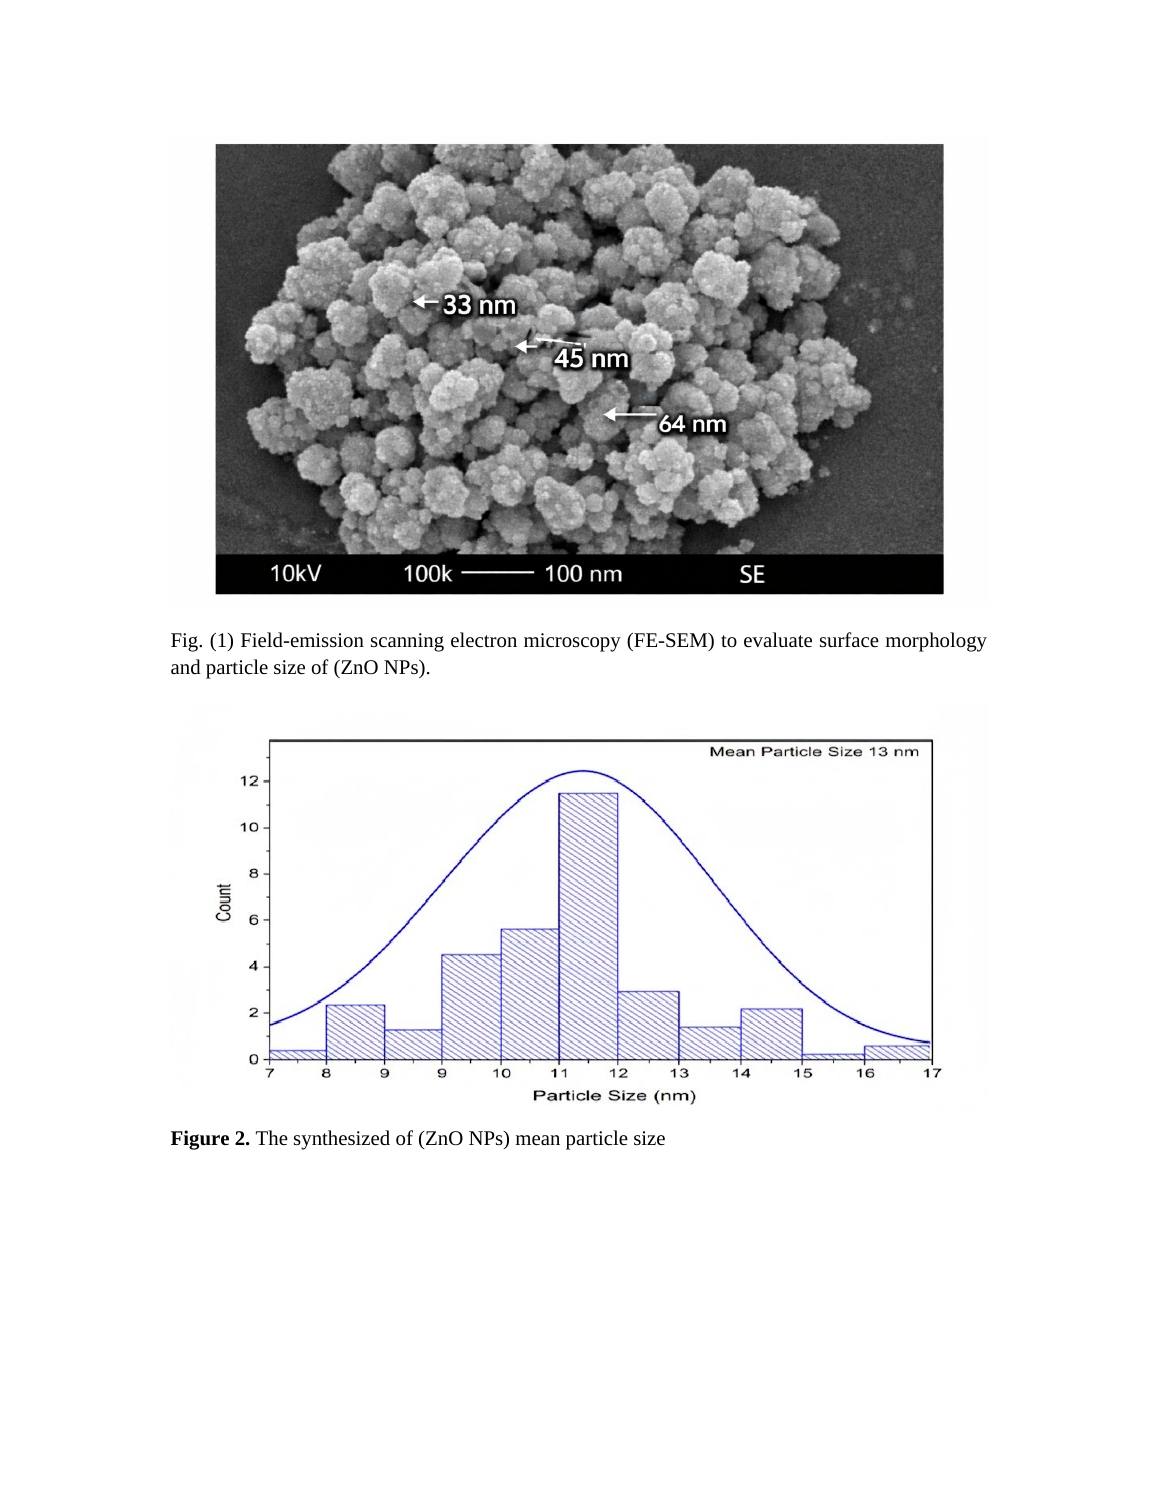 33 nm
45 nm
64 nm
10kV 100k 100 nm SE
Fig. (1) Field-emission scanning electron microscopy (FE-SEM) to evaluate surface morphology
and particle size of (ZnO NPs).
Mean Particle Size 13 nm
12
10
8
6
4
2
0
Count
7 8 9 9 10 11 12 13 14 15 16 17
Particle Size (nm)
Figure 2. The synthesized of (ZnO NPs) mean particle size